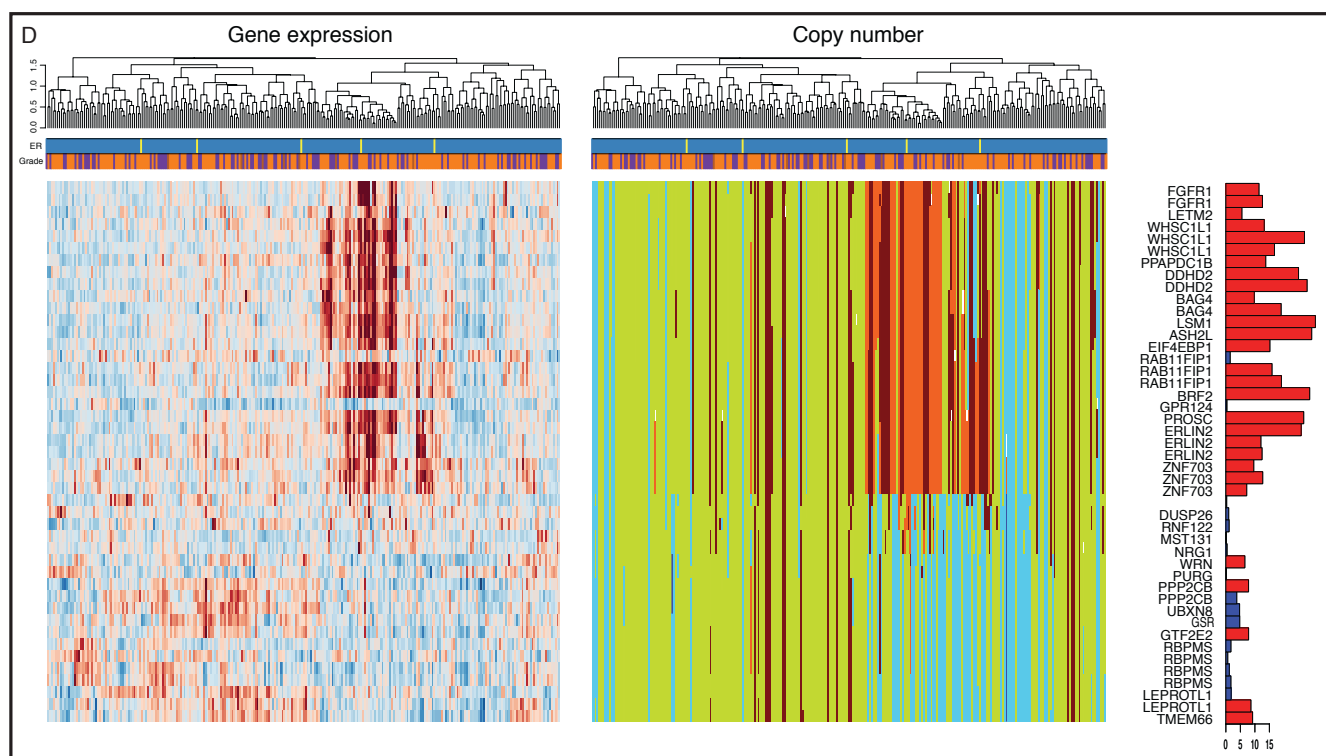 D
Gene expression
Copy number
1.5
1.0
0.5
0.0
ER
Grade
FGFR1
FGFR1
LETM2
WHSC1L1
WHSC1L1
WHSC1L1
PPAPDC1B
DDHD2
DDHD2
BAG4
BAG4
LSM1
ASH2L
EIF4EBP1
RAB11FIP1
RAB11FIP1
RAB11FIP1
BRF2
GPR124
PROSC
ERLIN2
ERLIN2
ERLIN2
ZNF703
ZNF703
ZNF703
DUSP26
RNF122
MST131
NRG1
WRN
PURG
PPP2CB
PPP2CB
UBXN8
GSR
GTF2E2
RBPMS
RBPMS
RBPMS
RBPMS
LEPROTL1
LEPROTL1
TMEM66
0 5 10 15